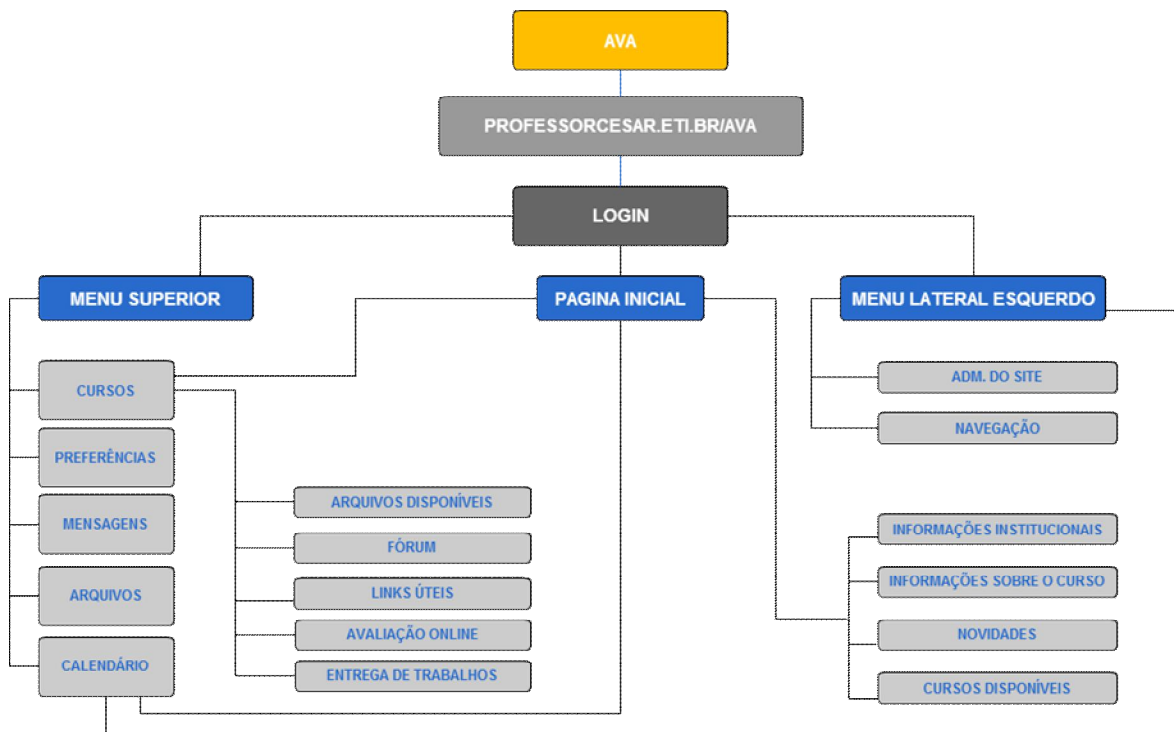 AVA
PROFESSORCESAR.ETI.BR/AVA
LOGIN
MENU SUPERIOR
PAGINA INICIAL
MENU LATERAL ESQUERDO
CURSOS
PREFERÊNCIAS
MENSAGENS
ARQUIVOS
CALENDÁRIO
ARQUIVOS DISPONÍVEIS
FÓRUM
LINKS ÚTEIS
AVALIAÇÃO ONLINE
ENTREGA DE TRABALHOS
ADM. DO SITE
NAVEGAÇÃO
INFORMAÇÕES INSTITUCIONAIS
INFORMAÇÕES SOBRE O CURSO
NOVIDADES
CURSOS DISPONÍVEIS